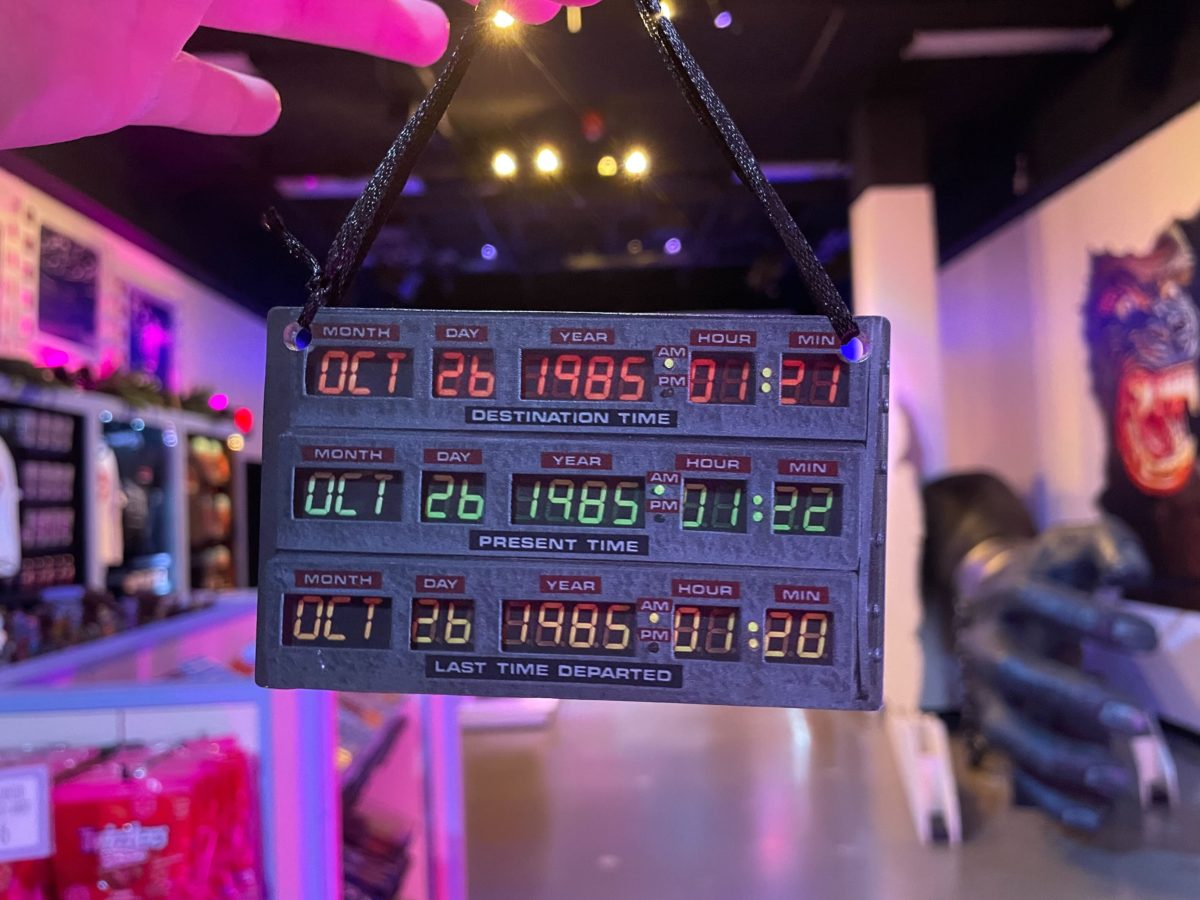 MONTH DAY YEAR HOUR MIN
OCT 26 1985 AM PM 01:21
DESTINATION TIME
MONTH DAY YEAR HOUR MIN
OCT 26 1985 AM PM 01:22
PRESENT TIME
MONTH DAY YEAR HOUR MIN
OCT 26 1985 AM PM 01:20
LAST TIME DEPARTED
Twizzlers